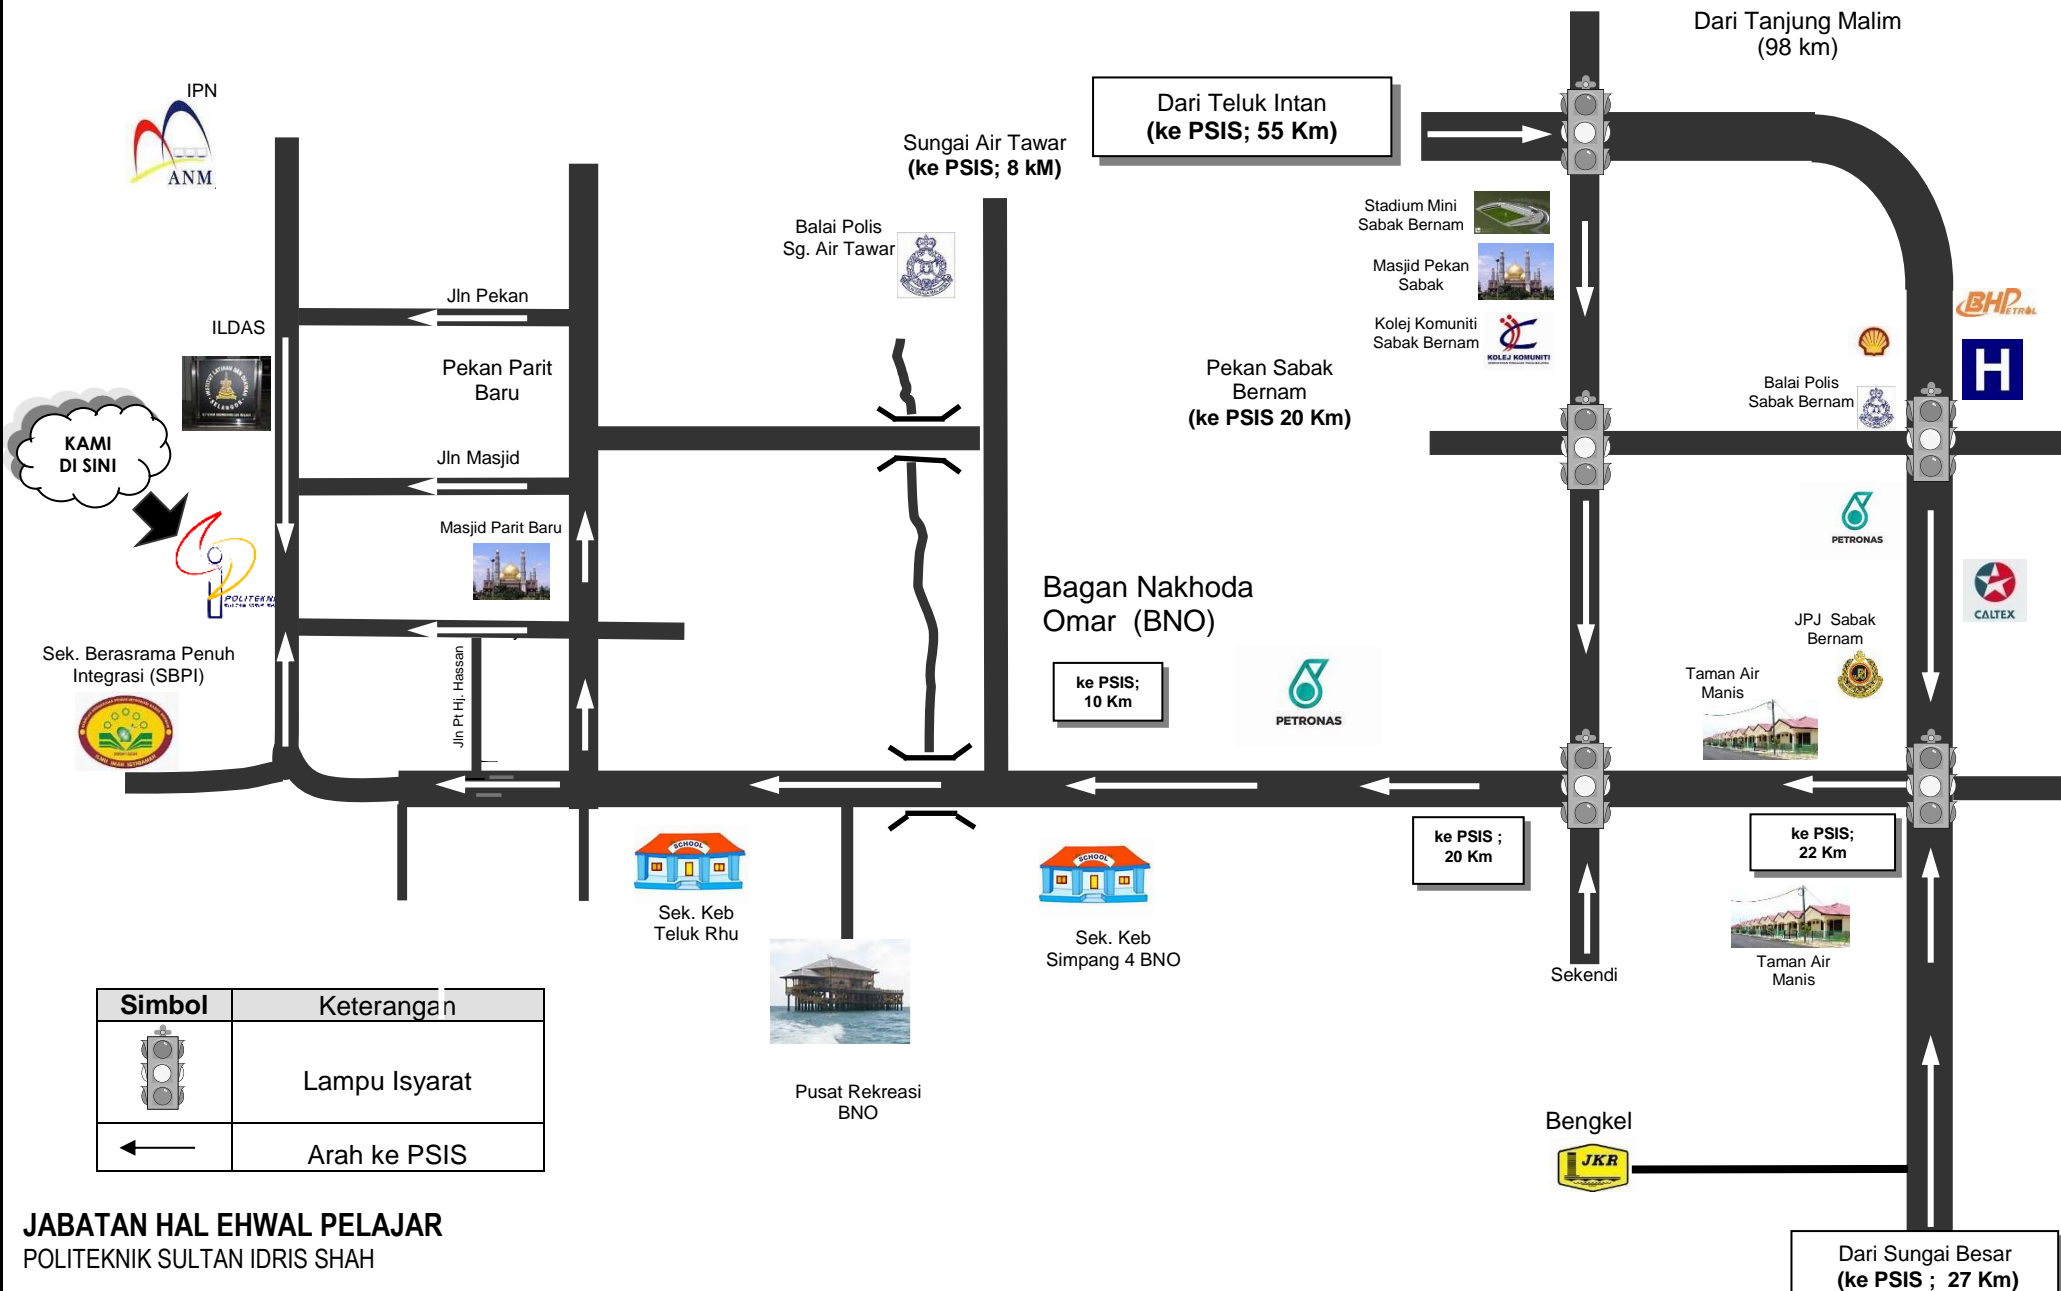 Dari Tanjung Malim
(98 km)
IPN
ANM
Dari Teluk Intan
(ke PSIS; 55 Km)
Sungai Air Tawar
(ke PSIS; 8 kM)
Balai Polis
Sg. Air Tawar
Stadium Mini
Sabak Bernam
Masjid Pekan
Sabak
Kolej Komuniti
Sabak Bernam
KOLEJ KOMUNITI
BHPETROL
H
Jln Pekan
ILDAS
Pekan Parit
Baru
Pekan Sabak
Bernam
(ke PSIS 20 Km)
Balai Polis
Sabak Bernam
KAMI
DI SINI
Jln Masjid
Masjid Parit Baru
PETRONAS
CALTEX
Bagan Nakhoda
Omar (BNO)
JPJ Sabak
Bernam
Sek. Berasrama Penuh
Integrasi (SBPI)
Jln Pt Hj. Hassan
ke PSIS;
10 Km
PETRONAS
Taman Air
Manis
ke PSIS ;
20 Km
ke PSIS;
22 Km
SCHOOL
Sek. Keb
Teluk Rhu
SCHOOL
Sek. Keb
Simpang 4 BNO
Taman Air
Manis
Sekendi
Pusat Rekreasi
BNO
Simbol Keterangan
Lampu Isyarat
Arah ke PSIS
Bengkel
JKR
JABATAN HAL EHWAL PELAJAR
POLITEKNIK SULTAN IDRIS SHAH
Dari Sungai Besar
(ke PSIS ; 27 Km)